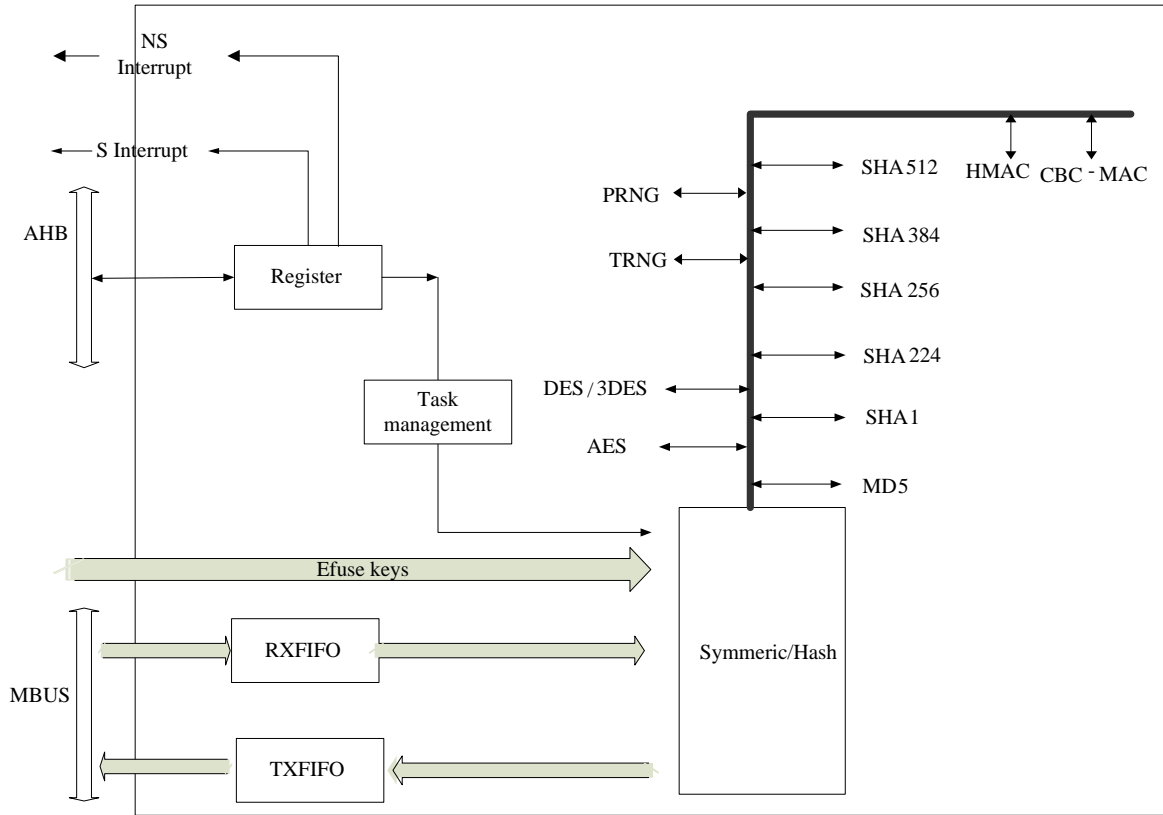 NS
Interrupt
S Interrupt
AHB
Register
Task
management
PRNG
TRNG
DES / 3DES
AES
SHA 512
SHA 384
SHA 256
SHA 224
SHA 1
MD5
HMAC
CBC - MAC
Efuse keys
MBUS
RXFIFO
TXFIFO
Symmeric/Hash